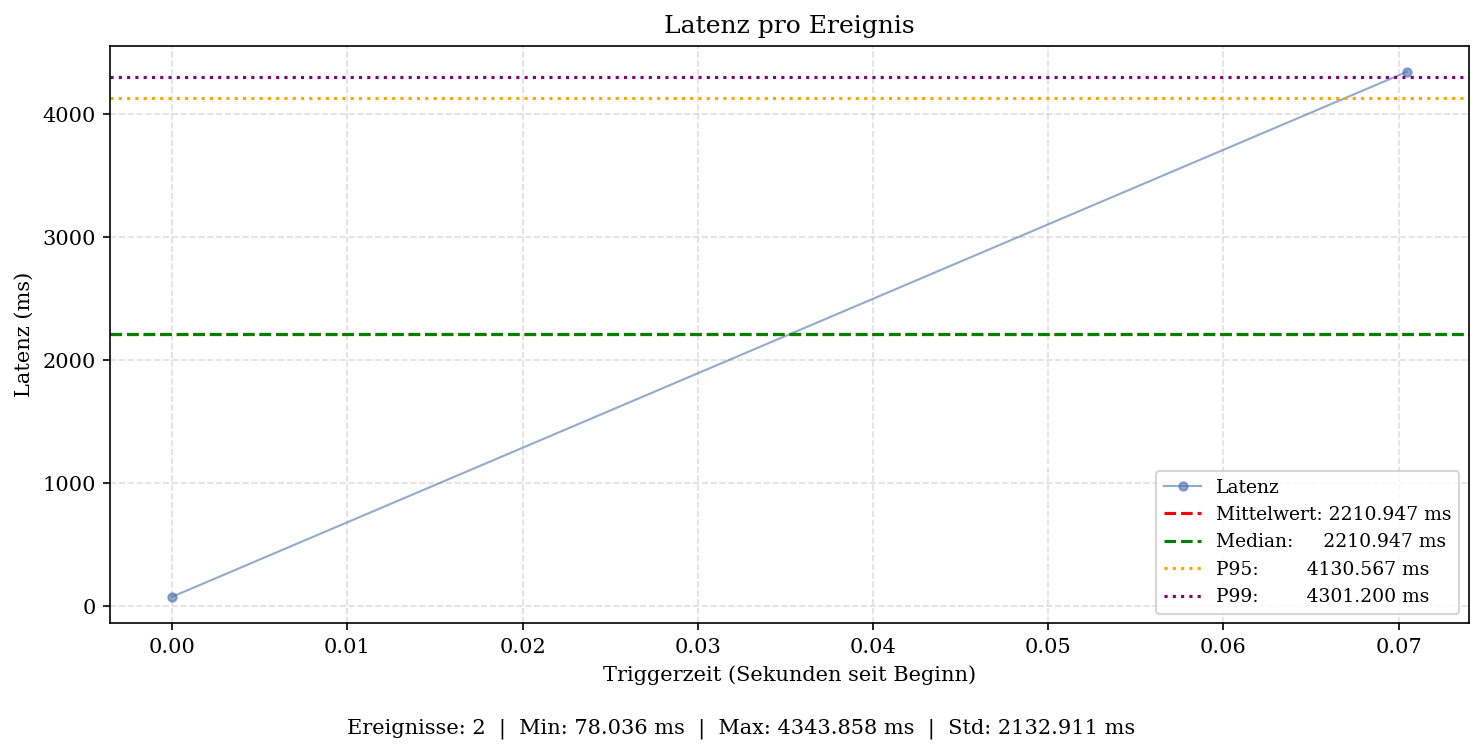 Latenz pro Ereignis
Latenz (ms)
4000
3000
2000
1000
0
Latenz
Mittelwert: 2210.947 ms
Median: 2210.947 ms
P95: 4130.567 ms
P99: 4301.200 ms
0.00 0.01 0.02 0.03 0.04 0.05 0.06 0.07
Triggerzeit (Sekunden seit Beginn)
Ereignisse: 2 | Min: 78.036 ms | Max: 4343.858 ms | Std: 2132.911 ms